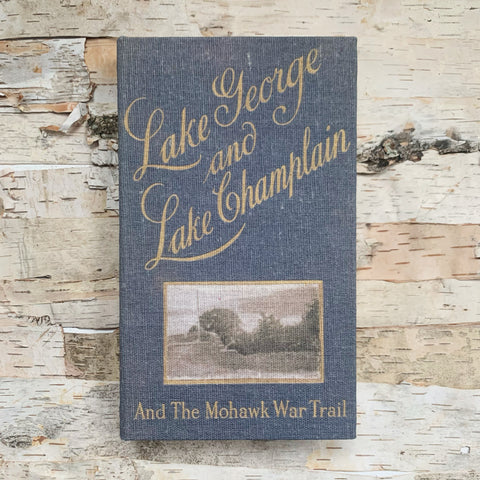 Lake George
and
Lake Champlain
And The Mohawk War Trail